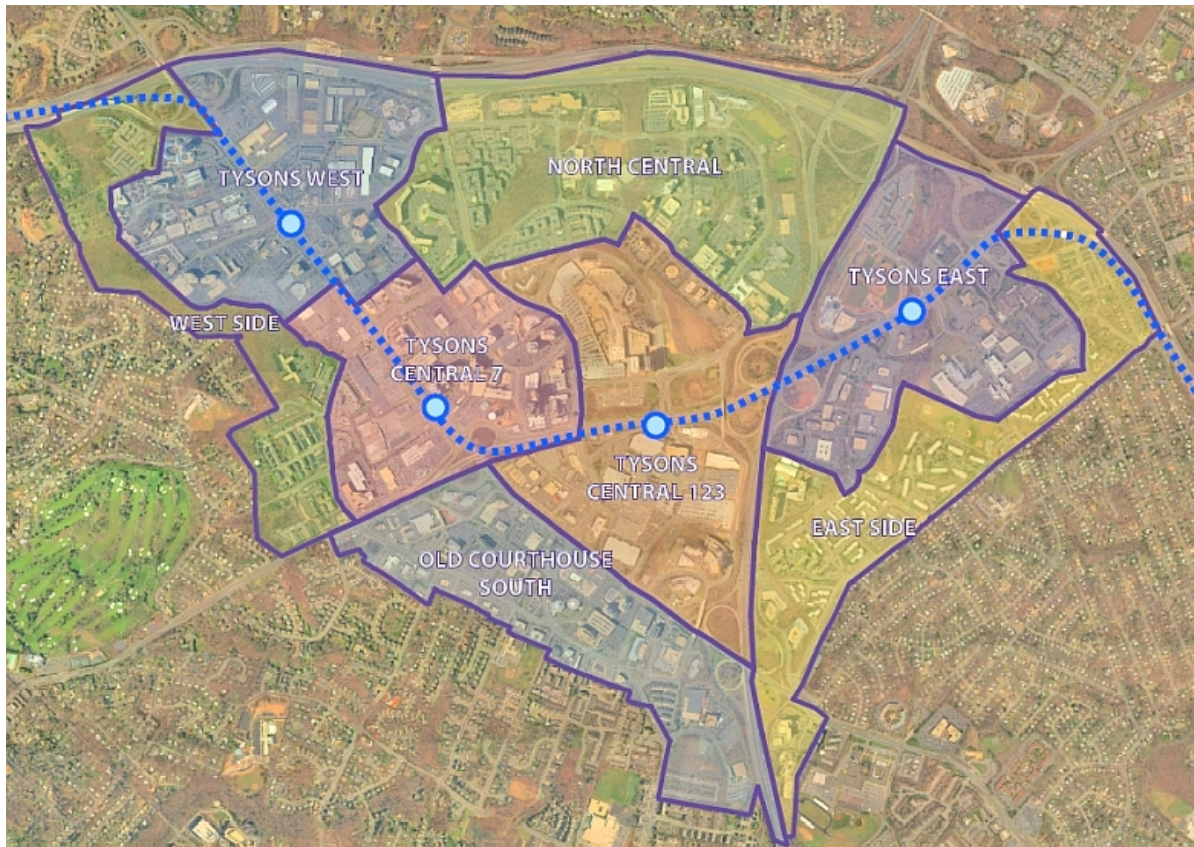 NORTH CENTRAL
TYSONS WEST
TYSONS EAST
WEST SIDE
TYSONS
CENTRAL 7
TYSONS
CENTRAL 123
EAST SIDE
OLD COURTHOUSE
SOUTH